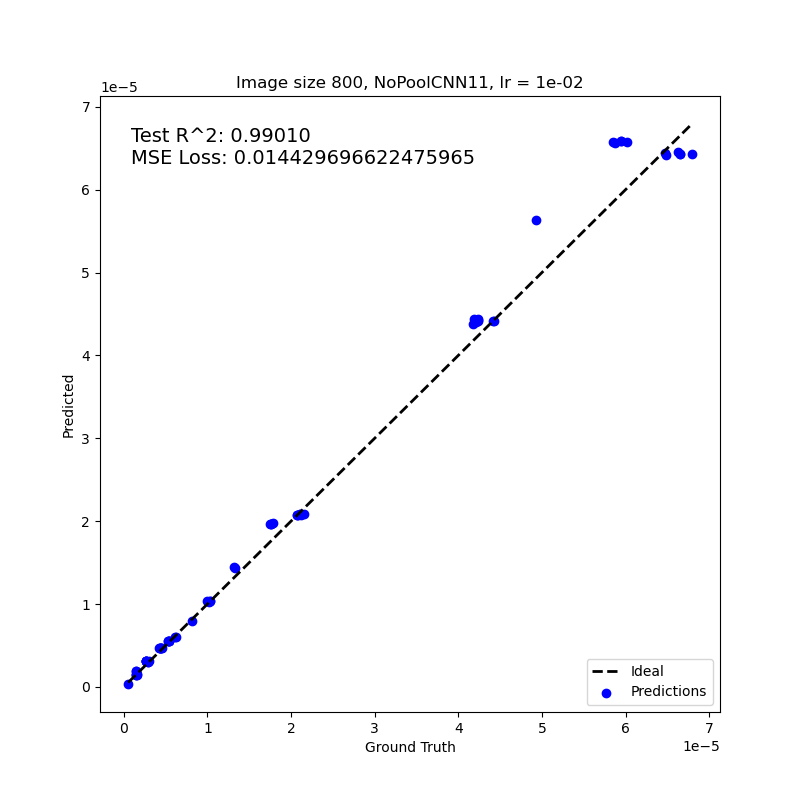 Image size 800, NoPoolCNN11, lr = 1e-02
1e−5
Test R^2: 0.99010
MSE Loss: 0.014429696622475965
7
6
5
4
3
2
1
0
Predicted
Ideal
Predictions
0 1 2 3 4 5 6 7
Ground Truth
1e−5